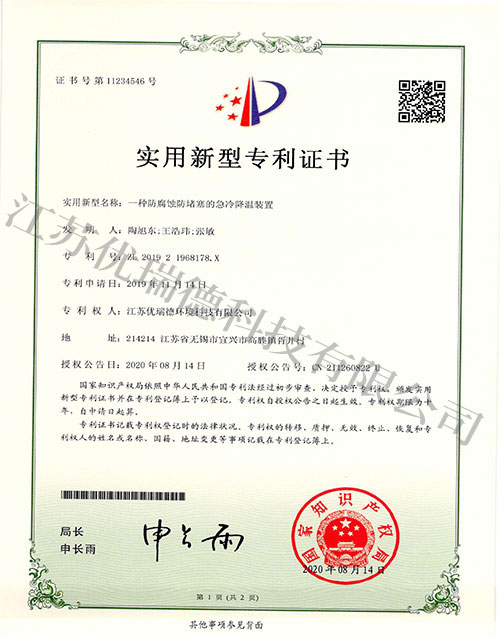 证书号第11234546号
实用新型专利证书
实用新型名称：一种防腐蚀防堵塞的急冷降温装置
发明人：陶旭东;王浩玮;张敏
专利号：ZL 2019 2 1968178.X
专利申请日：2019年11月14日
专利权人：江苏优瑞德环境科技有限公司
地址：214214 江苏省无锡市宜兴市高塍镇肖井村
授权公告日：2020年08月14日 授权公告号：CN 211260822 U
国家知识产权局依照中华人民共和国专利法经过初步审查，决定授予专利权，颁发实用
新型专利证书并在专利登记簿上予以登记。专利权自授权公告之日起生效。专利权期限为十
年，自申请日起算。
专利证书记载专利权登记时的法律状况。专利权的转移、质押、无效、终止、恢复和专
利权人的姓名或名称、国籍、地址变更等事项记载在专利登记簿上。
局长
申长雨
申长雨
国家知识产权局
2020年08月14日
第1页(共2页)
其他事项参见背面
江苏优瑞德科技有限公司